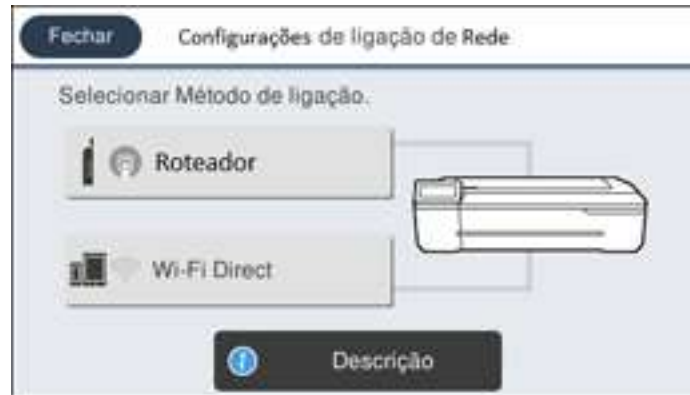 Fechar Configurações de ligação de Rede
Selecionar Método de ligação.
Roteador
Wi-Fi Direct
Descrição